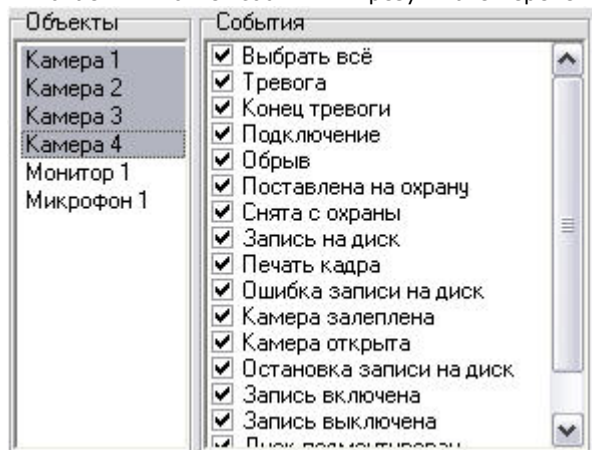 Объекты
Камера 1
Камера 2
Камера 3
Камера 4
Монитор 1
Микрофон 1
События
Выбрать всё
Тревога
Конец тревоги
Подключение
Обрыв
Поставлена на охрану
Снята с охраны
Запись на диск
Печать кадра
Ошибка записи на диск
Камера залеплена
Камера открыта
Остановка записи на диск
Запись включена
Запись выключена